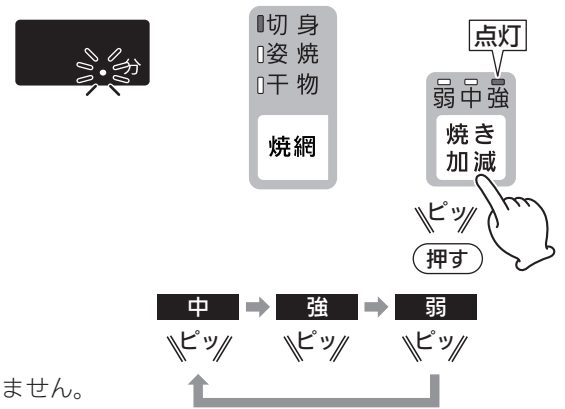 分
切 身
姿 焼
干 物
焼網
点灯
弱 中 強
焼 き
加 減
ピッ
押す
中 強 弱
ピッ ピッ ピッ
ません。